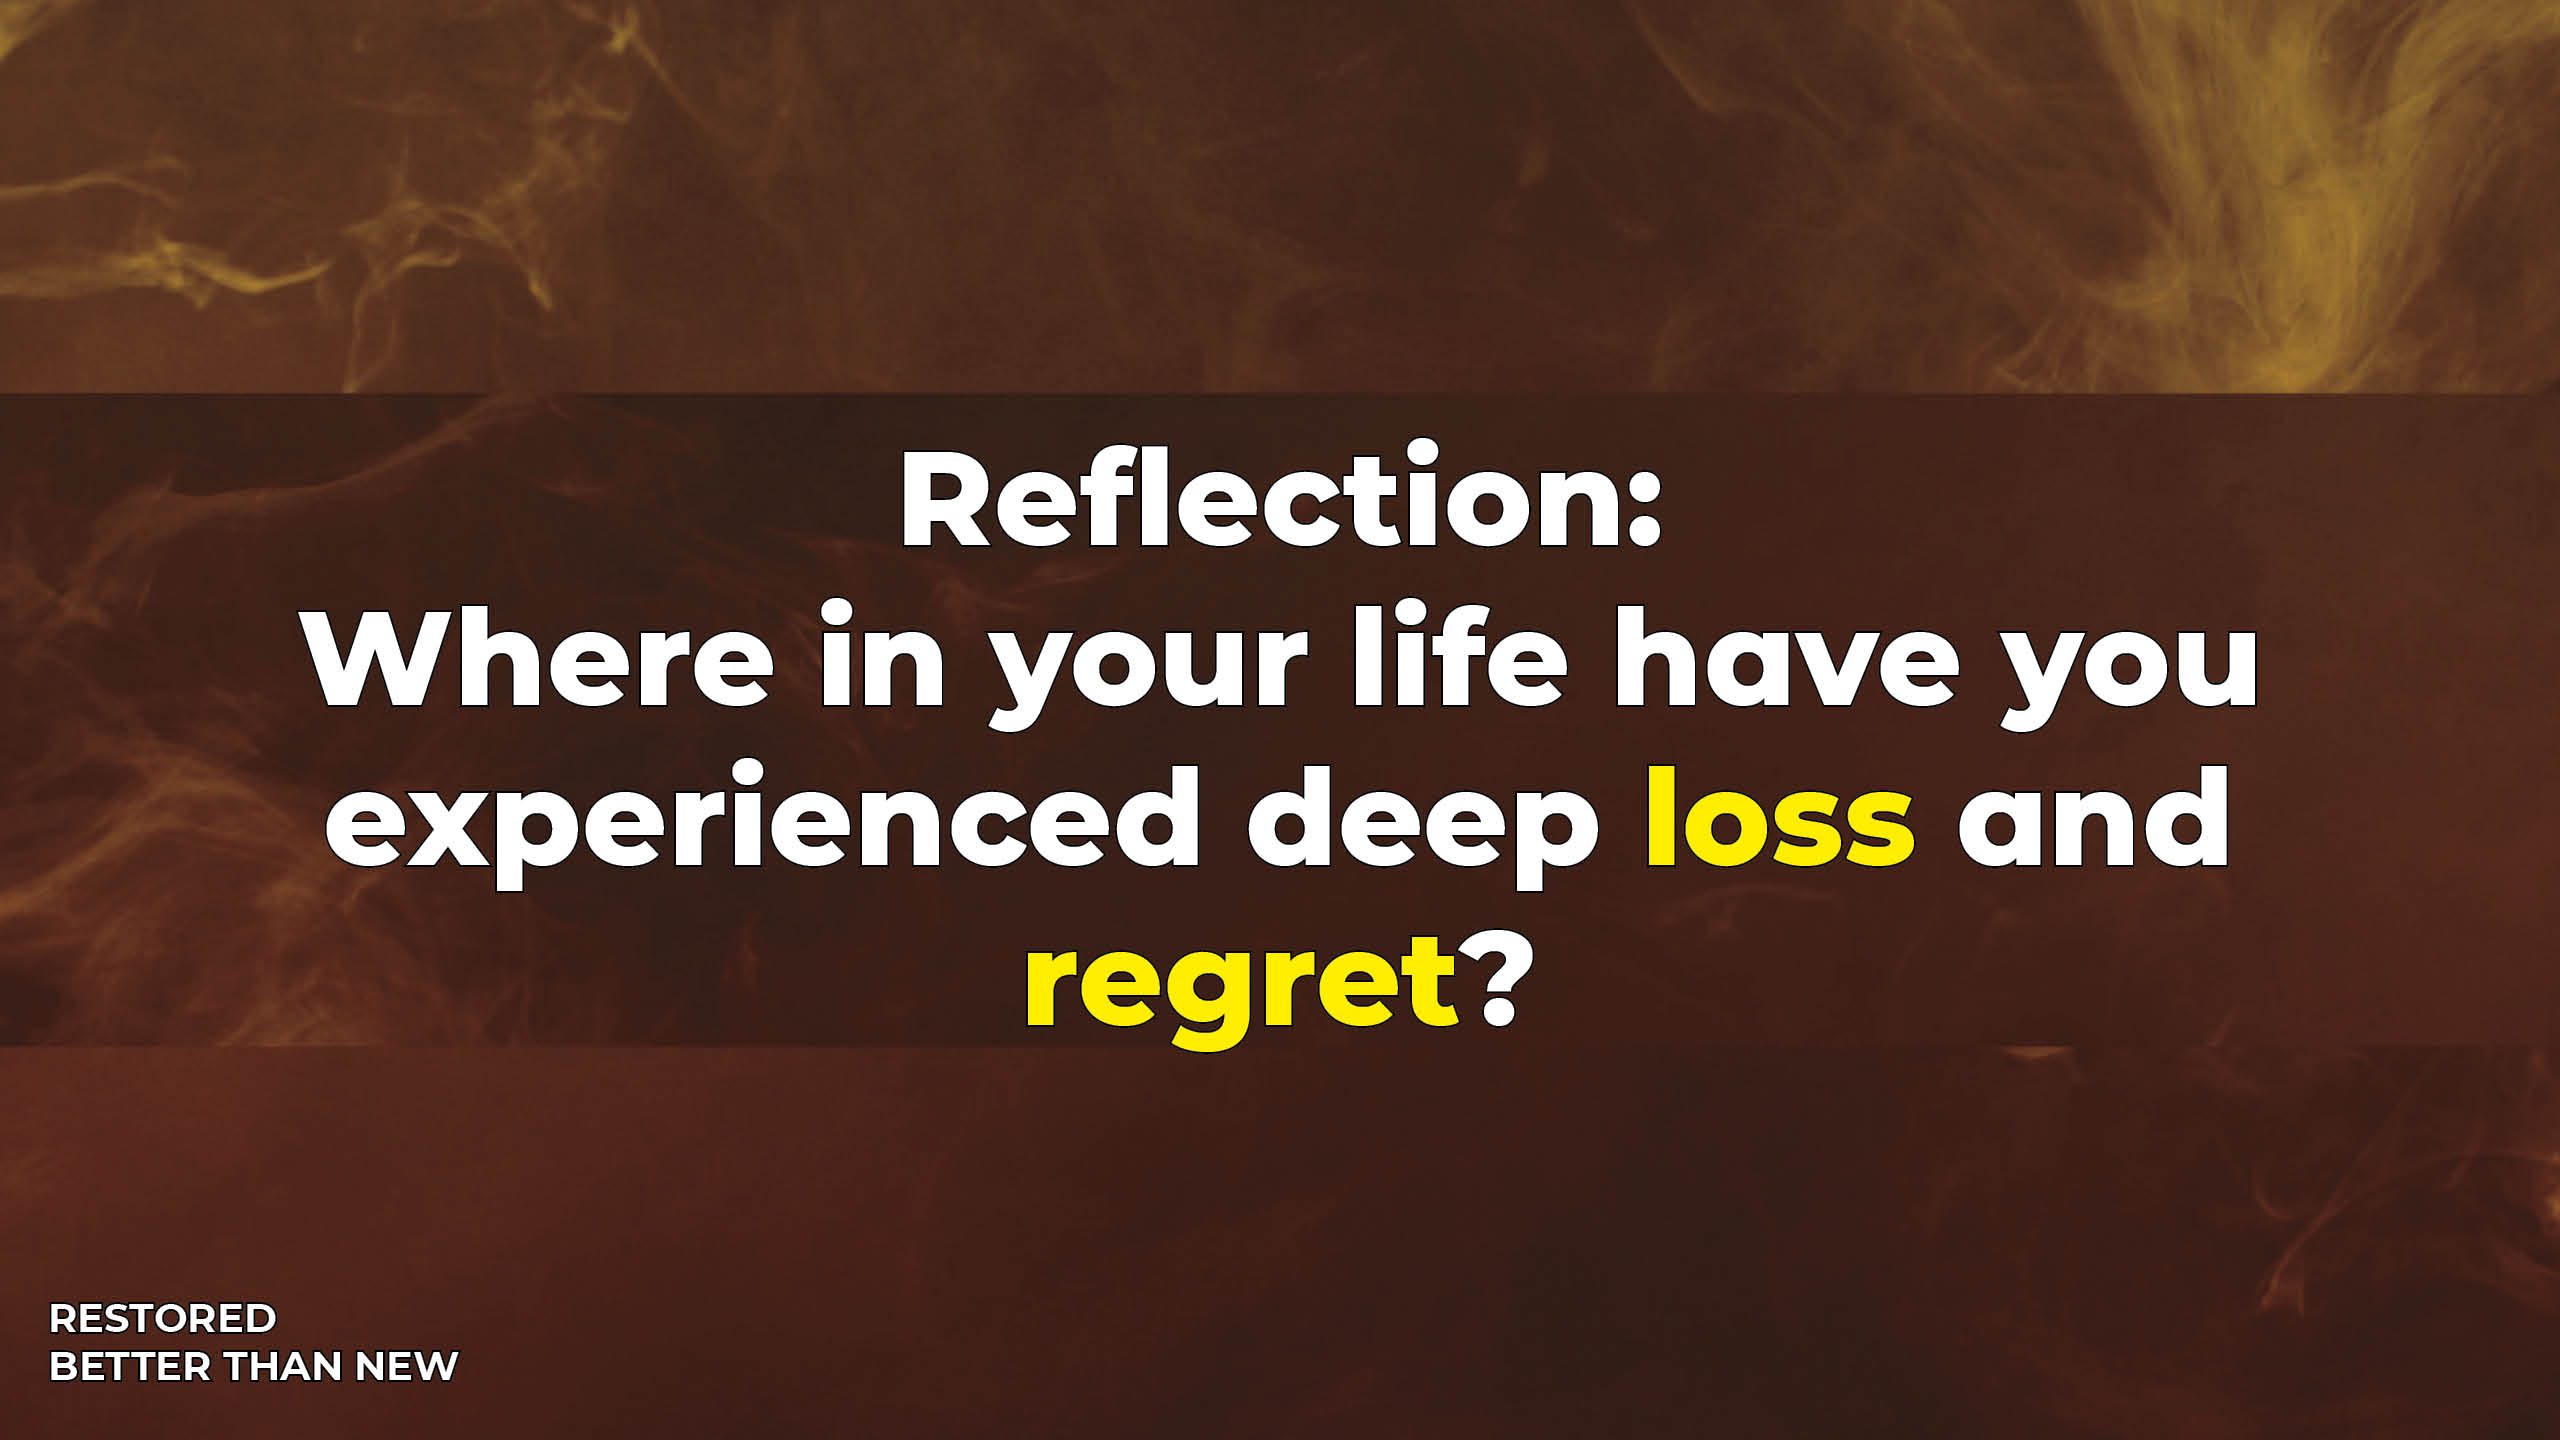 Reflection:
Where in your life have you
experienced deep loss and
regret?
RESTORED
BETTER THAN NEW